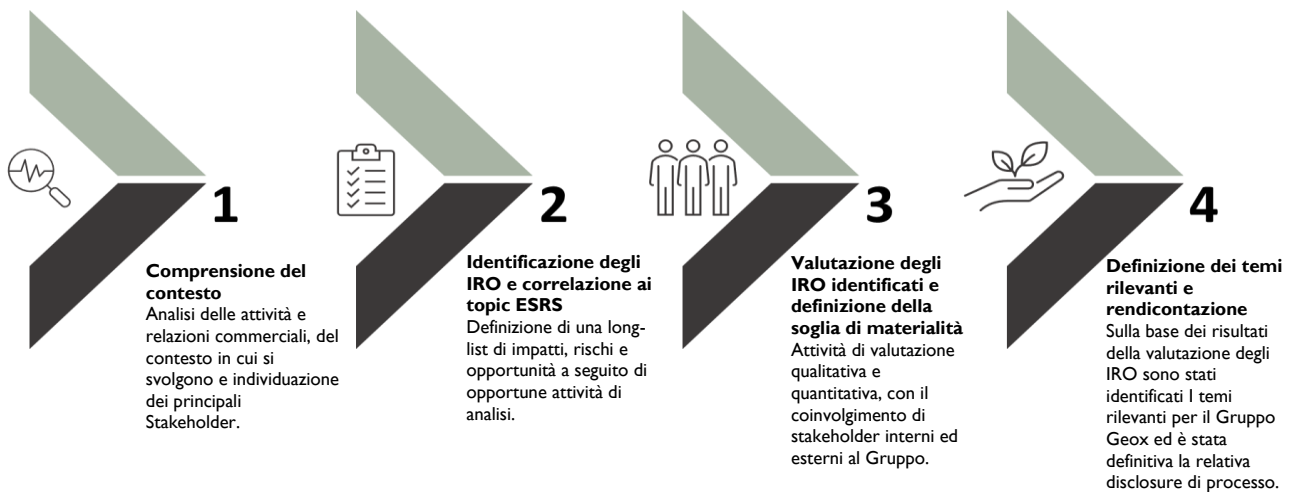 1
Comprensione del
contesto
Analisi delle attività e
relazioni commerciali, del
contesto in cui si
svolgono e individuazione
dei principali
Stakeholder.
2
Identificazione degli
IRO e correlazione ai
topic ESRS
Definizione di una long-
list di impatti, rischi e
opportunità a seguito di
opportune attività di
analisi.
3
Valutazione degli
IRO identificati e
definizione della
soglia di materialità
Attività di valutazione
qualitativa e
quantitativa, con il
coinvolgimento di
stakeholder interni ed
esterni al Gruppo.
4
Definizione dei temi
rilevanti e
rendicontazione
Sulla base dei risultati
della valutazione degli
IRO sono stati
identificati I temi
rilevanti per il Gruppo
Geox ed è stata
definitiva la relativa
disclosure di processo.